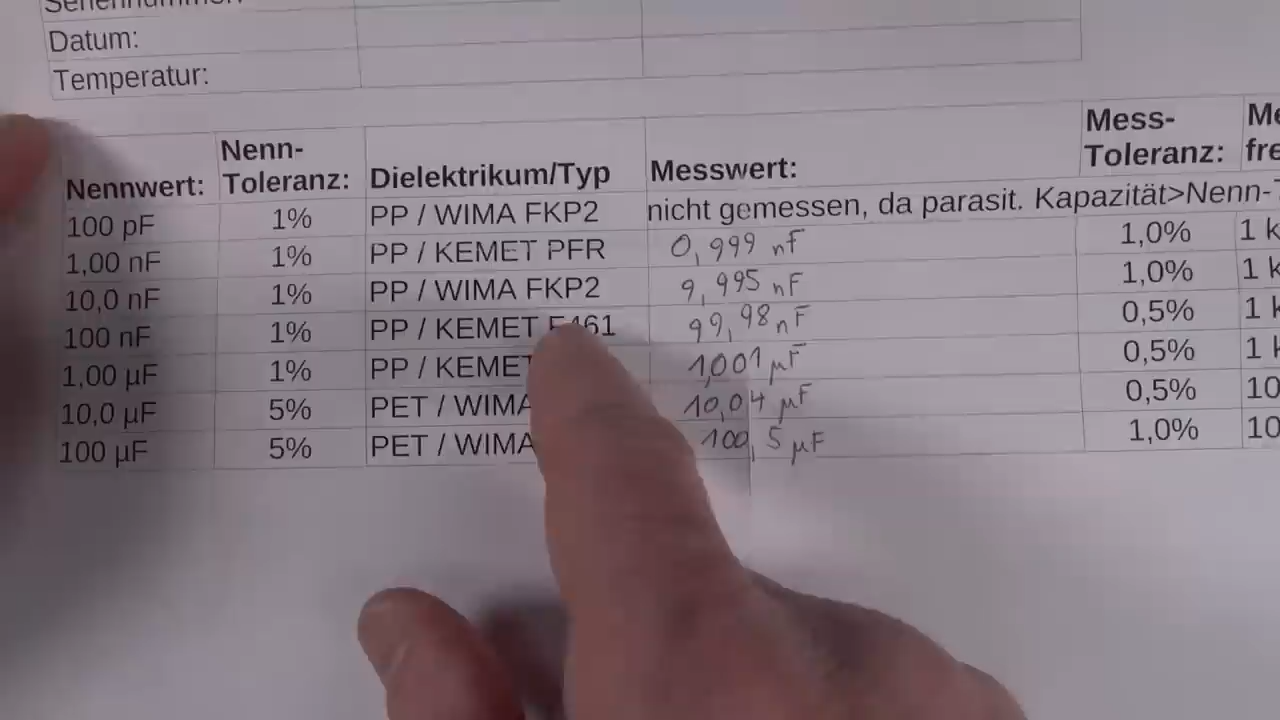 Seriennummer:
Datum:
Temperatur:
Nennwert: Nenn-Toleranz: Dielektrikum/Typ Messwert: Mess-Toleranz:
100 pF 1% PP / WIMA FKP2 nicht gemessen, da parasit. Kapazität>Nenn-
1,00 nF 1% PP / KEMET PFR 0,999 nF 1,0% 1 k
10,0 nF 1% PP / WIMA FKP2 9,995 nF 1,0% 1 k
100 nF 1% PP / KEMET F461 99,98 nF 0,5% 1 k
1,00 µF 1% PP / KEMET 1,001 µF 0,5% 1 k
10,0 µF 5% PET / WIMA 10,04 µF 0,5% 10
100 µF 5% PET / WIMA 100,5 µF 1,0% 10